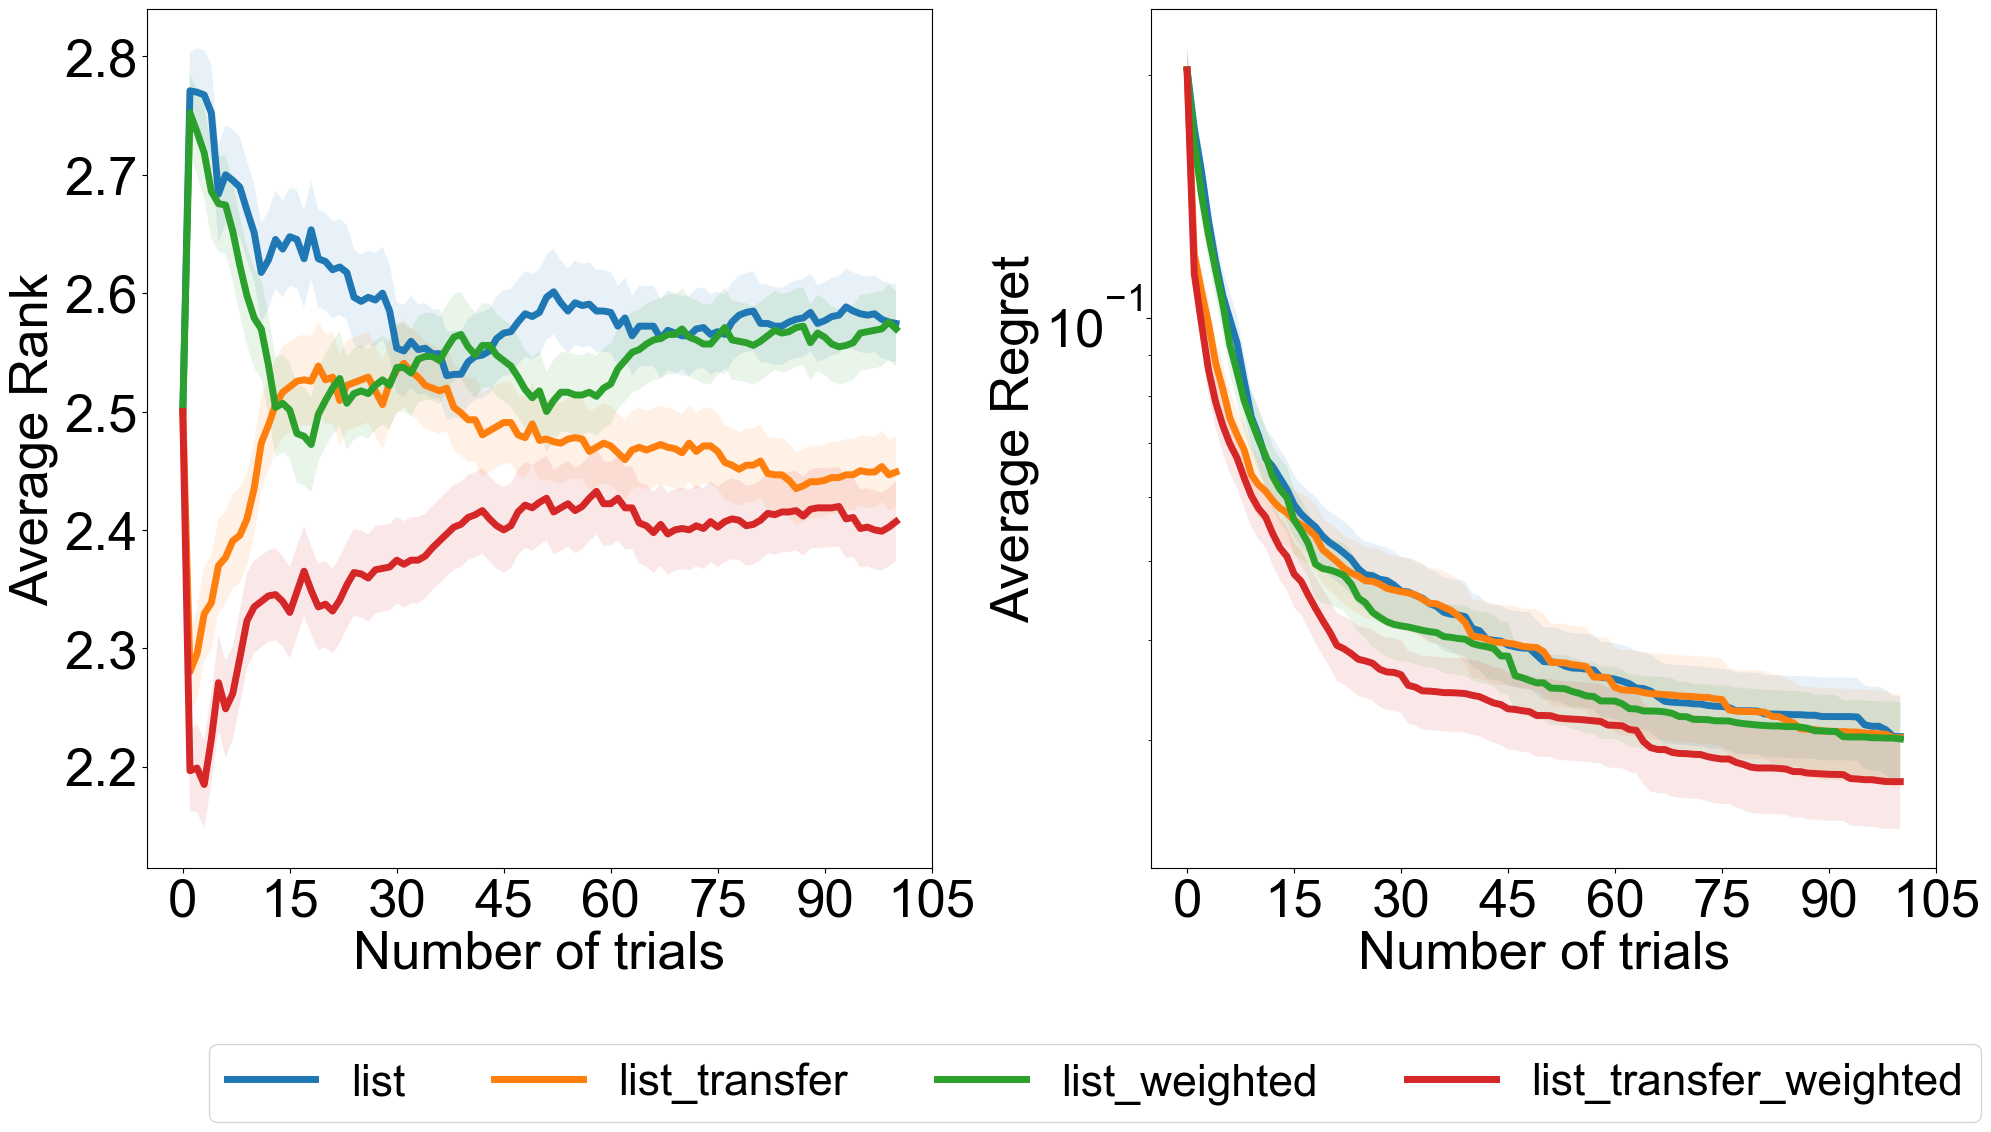 Average Rank
2.8
2.7
2.6
2.5
2.4
2.3
2.2
0 15 30 45 60 75 90 105
Number of trials
Average Regret
10−1
0 15 30 45 60 75 90 105
Number of trials
list list_transfer list_weighted list_transfer_weighted